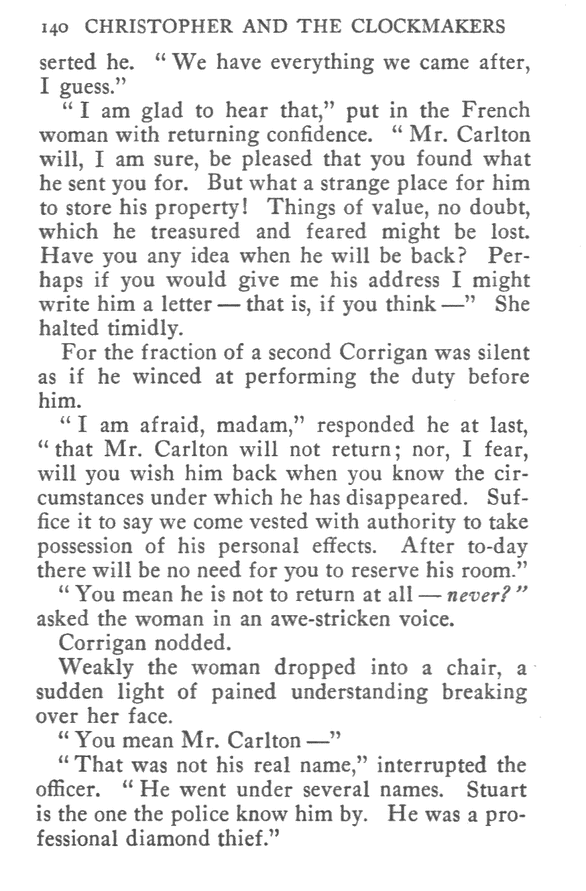 140 CHRISTOPHER AND THE CLOCKMAKERS
serted he. “ We have everything we came after,
I guess.”
“ I am glad to hear that,” put in the French
woman with returning confidence. “ Mr. Carlton
will, I am sure, be pleased that you found what
he sent you for. But what a strange place for him
to store his property! Things of value, no doubt,
which he treasured and feared might be lost.
Have you any idea when he will be back? Per-
haps if you would give me his address I might
write him a letter — that is, if you think —” She
halted timidly.
For the fraction of a second Corrigan was silent
as if he winced at performing the duty before
him.
“ I am afraid, madam,” responded he at last,
“ that Mr. Carlton will not return; nor, I fear,
will you wish him back when you know the cir-
cumstances under which he has disappeared. Suf-
fice it to say we come vested with authority to take
possession of his personal effects. After to-day
there will be no need for you to reserve his room.”
“ You mean he is not to return at all — never? ”
asked the woman in an awe-stricken voice.
Corrigan nodded.
Weakly the woman dropped into a chair, a
sudden light of pained understanding breaking
over her face.
“ You mean Mr. Carlton —”
“ That was not his real name,” interrupted the
officer. “ He went under several names. Stuart
is the one the police know him by. He was a pro-
fessional diamond thief.”